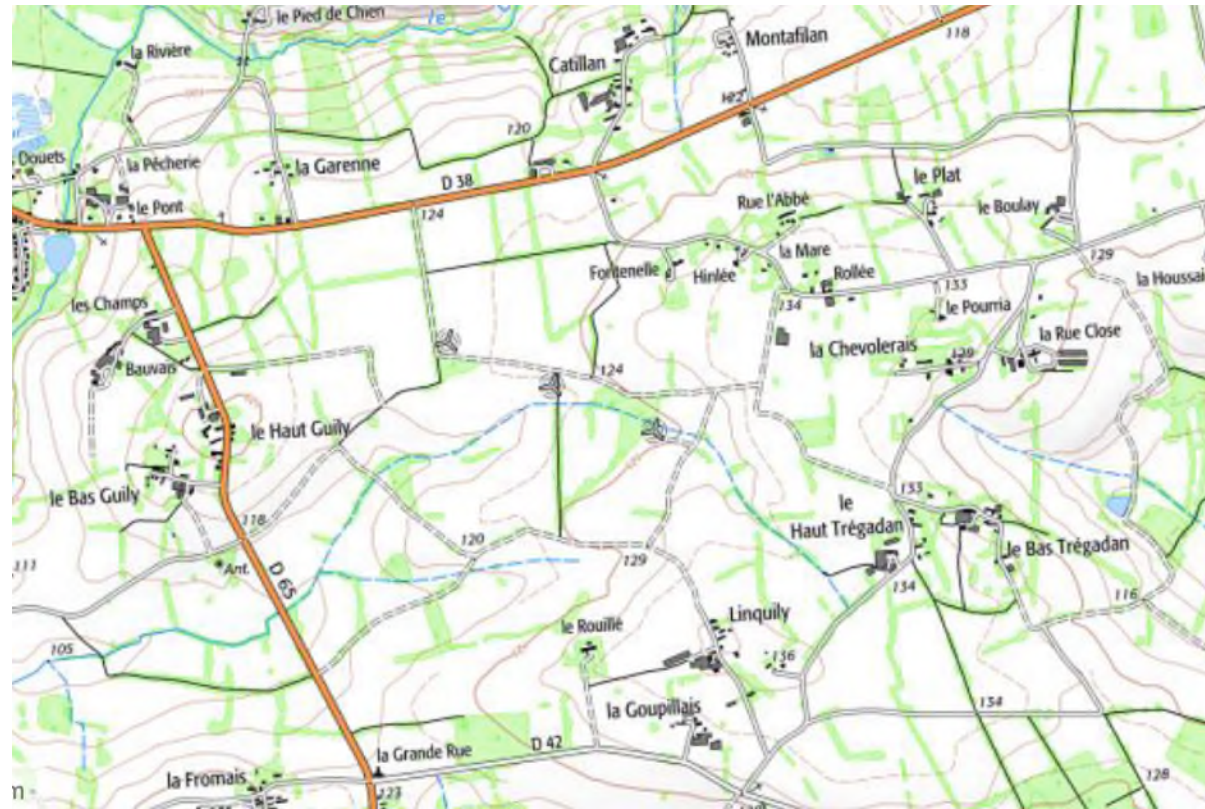 le Pied de Chien
le
118
Montafilan
la Rivière
Catillan
122
120
Douets
la Pêcherie
la Garenne
D 38
le Plat
le Pont
124
Rue l'Abbé
le Boulay
la Mare
129
Fontenelle
Hinlée
Rollée
133
la Houssai
les Champs
134
le Pourria
la Rue Close
la Chevolerais
129
Bauvais
124
le Haut Guily
le Bas Guily
133
118
le
Haut Trégadan
120
le Bas Trégadan
111
Ant.
D 65
129
134
116
Linquily
le Rouillé
105
136
la Goupillais
134
D 42
la Grande Rue
la Fromais
123
128
m